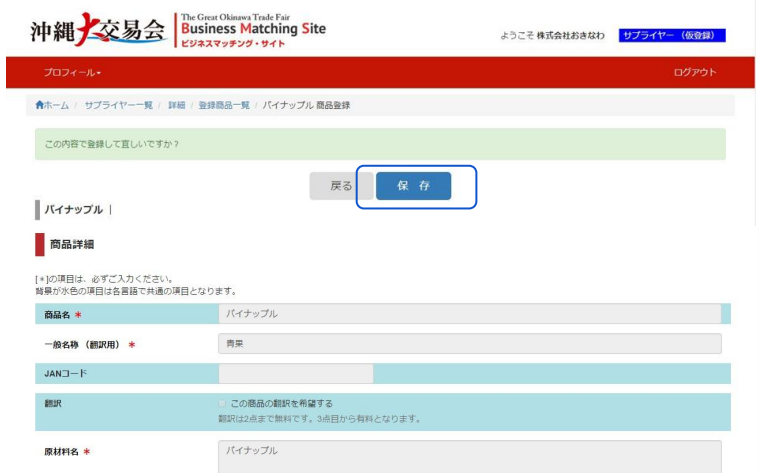 沖縄大交易会
The Great Okinawa Trade Fair
Business Matching Site
ビジネスマッチング・サイト
ようこそ 株式会社おきなわ サプライヤー (仮登録)
プロフィール
ログアウト
ホーム / サプライヤー一覧 / 詳細 / 登録商品一覧 / パイナップル 商品登録
この内容で登録して宜しいですか?
戻る 保 存
パイナップル |
商品詳細
[*]の項目は、必ずご入力ください。
背景が水色の項目は各言語で共通の項目となります。
商品名 * パイナップル
一般名称 (翻訳用) * 青果
JANコード
翻訳 この商品の翻訳を希望する
翻訳は2点まで無料です。3点目から有料となります。
原材料名 * パイナップル